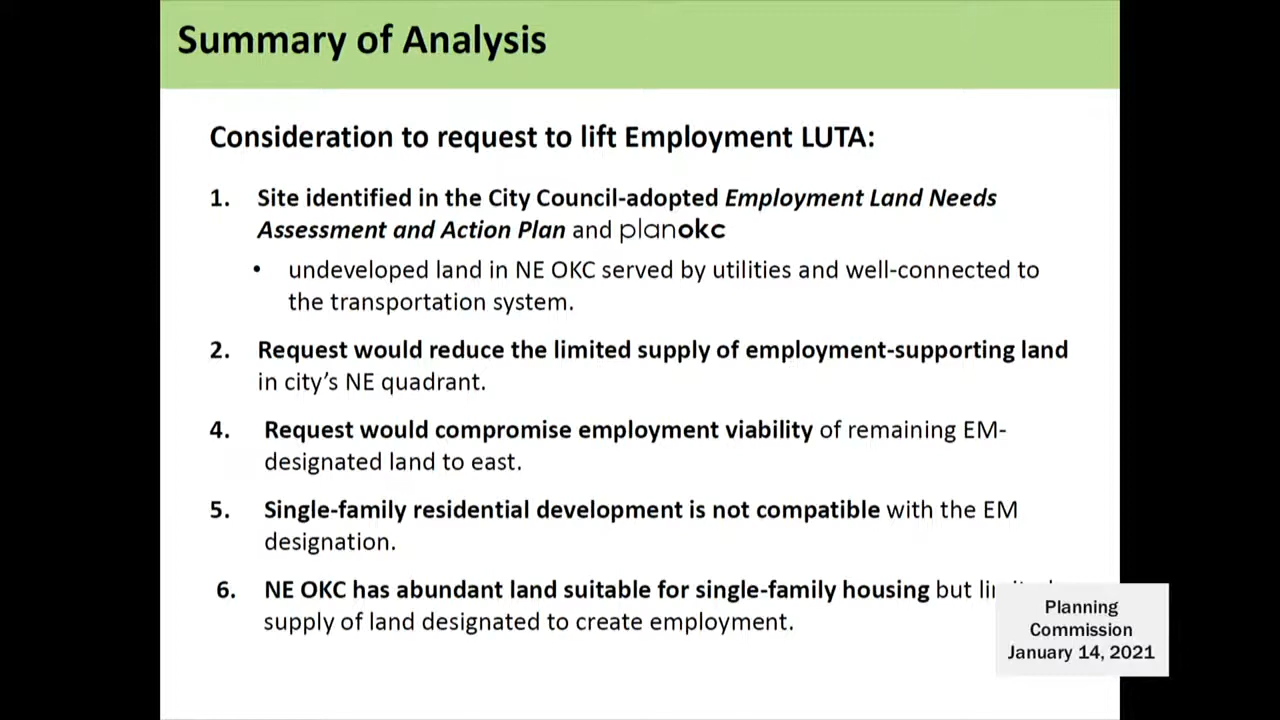 Summary of Analysis
Consideration to request to lift Employment LUTA:
1. Site identified in the City Council-adopted Employment Land Needs
Assessment and Action Plan and planokc
• undeveloped land in NE OKC served by utilities and well-connected to
the transportation system.
2. Request would reduce the limited supply of employment-supporting land
in city's NE quadrant.
4. Request would compromise employment viability of remaining EM-
designated land to east.
5. Single-family residential development is not compatible with the EM
designation.
6. NE OKC has abundant land suitable for single-family housing but
supply of land designated to create employment.
Planning
Commission
January 14, 2021